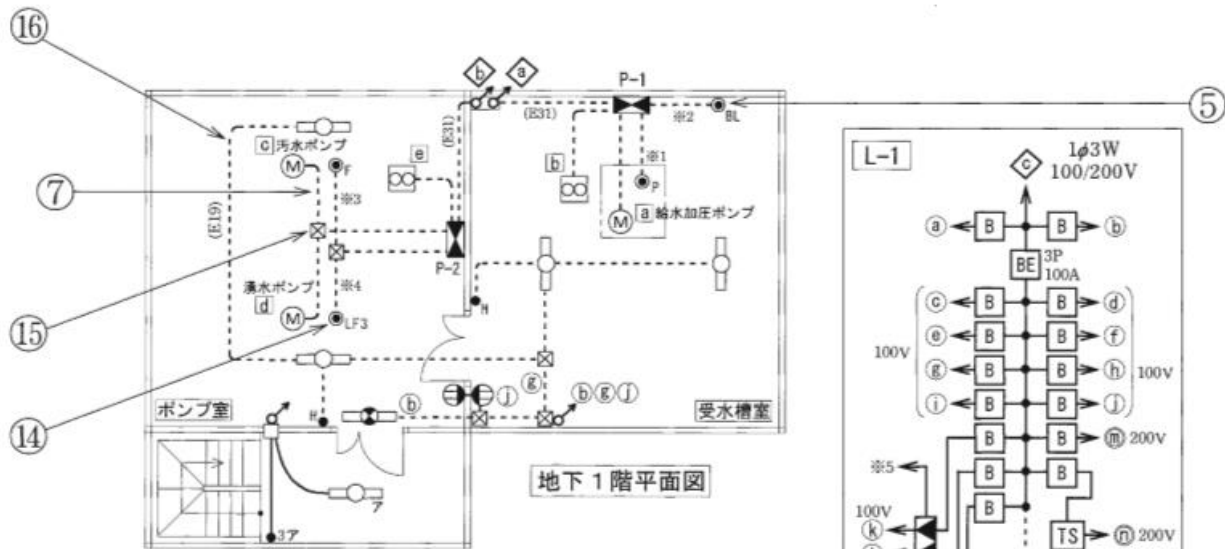 ⑯
⑦
⑮
⑭
⑤
b
a
P-1
(E31)
(E31)
※2
BL
c 汚水ポンプ
M
F
e
b
※1
P
M
a 給水加圧ポンプ
(E19)
※3
P-2
湧水ポンプ
d
M
※4
LF3
H
H
ⓖ
ⓙ
ⓑ
ⓑ ⓖ ⓙ
ポンプ室
受水槽室
地下1階平面図
ア
3ア
L-1
c
1φ3W
100/200V
ⓐ B B ⓑ
BE 3P
100A
ⓒ B B ⓓ
ⓔ B B ⓕ
100V
ⓖ B B ⓗ 100V
ⓘ B B ⓙ
B B ⓜ 200V
※5
B B
100V
ⓚ
B
TS ⓝ 200V